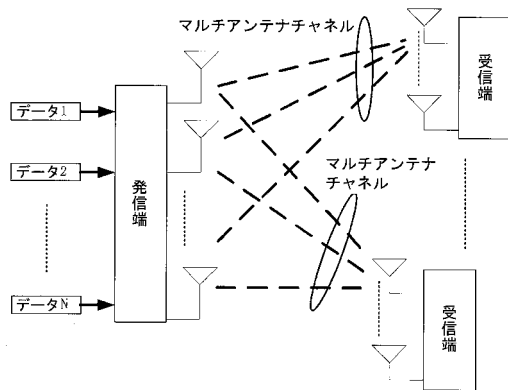 マルチアンテナチャネル
受信端
データ1
データ2
データN
発信端
マルチアンテナ
チャネル
受信端